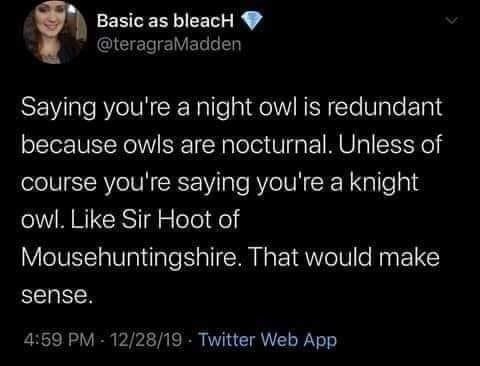 Basic as bleacH 💎
@teragraMadden
Saying you're a night owl is redundant
because owls are nocturnal. Unless of
course you're saying you're a knight
owl. Like Sir Hoot of
Mousehuntingshire. That would make
sense.
4:59 PM · 12/28/19 · Twitter Web App